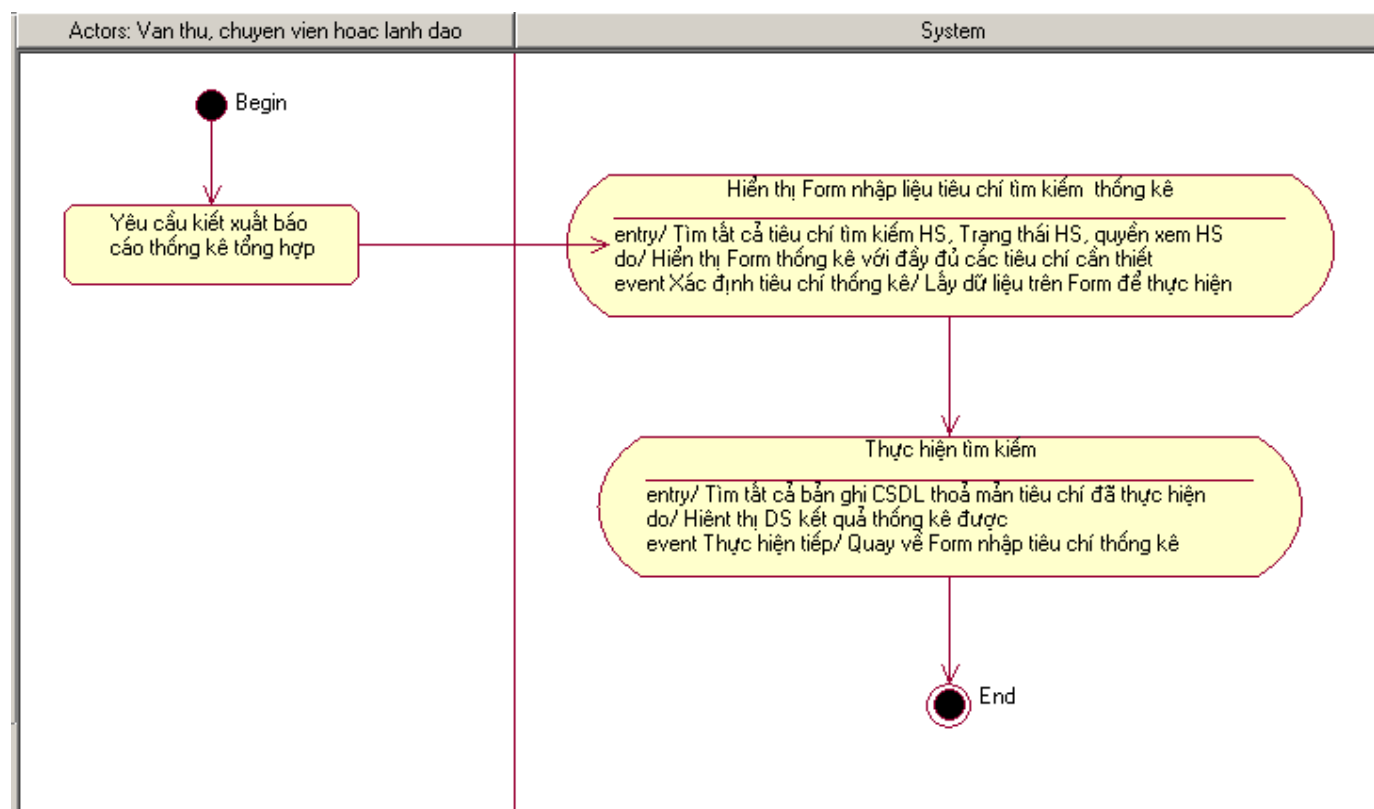 Actors: Van thu, chuyen vien hoac lanh dao
System
Begin
Yêu cầu kiết xuất báo
cáo thống kê tổng hợp
Hiển thị Form nhập liệu tiêu chí tìm kiếm thống kê
entry/ Tìm tất cả tiêu chí tìm kiếm HS, Trạng thái HS, quyền xem HS
do/ Hiển thị Form thống kê với đầy đủ các tiêu chí cần thiết
event Xác định tiêu chí thống kê/ Lấy dữ liệu trên Form để thực hiện
Thực hiện tìm kiếm
entry/ Tìm tất cả bản ghi CSDL thoả mản tiêu chí đã thực hiện
do/ Hiênt thị DS kết quả thống kê được
event Thực hiện tiếp/ Quay về Form nhập tiêu chí thống kê
End